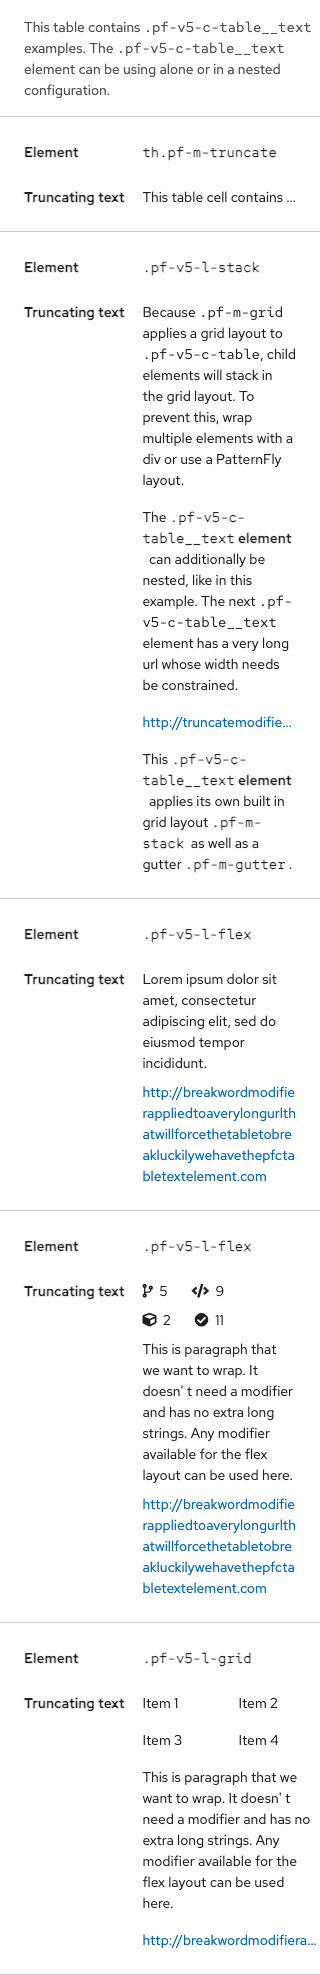 This table contains .pf-v5-c-table__text
examples. The .pf-v5-c-table__text
element can be using alone or in a nested
configuration.
Element th.pf-m-truncate
Truncating text This table cell contains ...
Element .pf-v5-l-stack
Truncating text Because .pf-m-grid
applies a grid layout to
.pf-v5-c-table, child
elements will stack in
the grid layout. To
prevent this, wrap
multiple elements with a
div or use a PatternFly
layout.
The .pf-v5-c-
table__text element
can additionally be
nested, like in this
example. The next .pf-
v5-c-table__text
element has a very long
url whose width needs
be constrained.
http://truncatemodifie...
This .pf-v5-c-
table__text element
applies its own built in
grid layout .pf-m-
stack as well as a
gutter .pf-m-gutter.
Element .pf-v5-l-flex
Truncating text Lorem ipsum dolor sit
amet, consectetur
adipiscing elit, sed do
eiusmod tempor
incididunt.
http://breakwordmodifie
rappliedtoaverylongurlth
atwillforcethetabletobre
akluckilywehavethepfcta
bletextelement.com
Element .pf-v5-l-flex
Truncating text 5 9
2 11
This is paragraph that
we want to wrap. It
doesn' t need a modifier
and has no extra long
strings. Any modifier
available for the flex
layout can be used here.
http://breakwordmodifie
rappliedtoaverylongurlth
atwillforcethetabletobre
akluckilywehavethepfcta
bletextelement.com
Element .pf-v5-l-grid
Truncating text Item 1 Item 2
Item 3 Item 4
This is paragraph that we
want to wrap. It doesn' t
need a modifier and has no
extra long strings. Any
modifier available for the
flex layout can be used
here.
http://breakwordmodifiera...